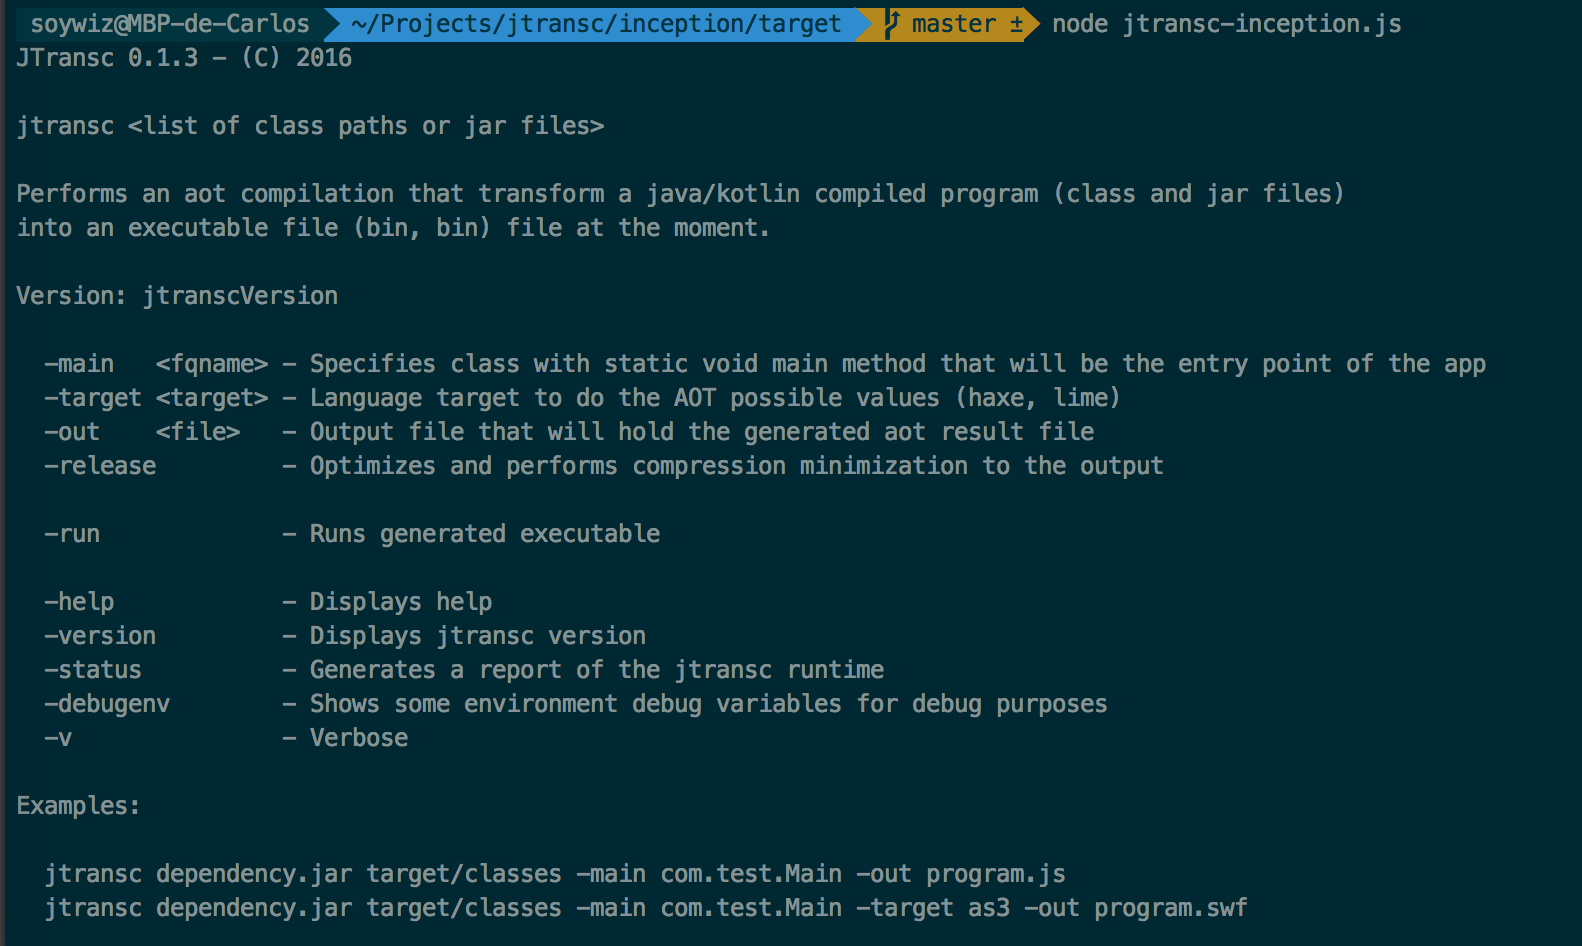 soywiz@MBP-de-Carlos ~/Projects/jtransc/inception/target master ± node jtransc-inception.js
JTransc 0.1.3 - (C) 2016
jtransc <list of class paths or jar files>
Performs an aot compilation that transform a java/kotlin compiled program (class and jar files)
into an executable file (bin, bin) file at the moment.
Version: jtranscVersion
-main <fqname> - Specifies class with static void main method that will be the entry point of the app
-target <target> - Language target to do the AOT possible values (haxe, lime)
-out <file> - Output file that will hold the generated aot result file
-release - Optimizes and performs compression minimization to the output
-run - Runs generated executable
-help - Displays help
-version - Displays jtransc version
-status - Generates a report of the jtransc runtime
-debugenv - Shows some environment debug variables for debug purposes
-v - Verbose
Examples:
jtransc dependency.jar target/classes -main com.test.Main -out program.js
jtransc dependency.jar target/classes -main com.test.Main -target as3 -out program.swf